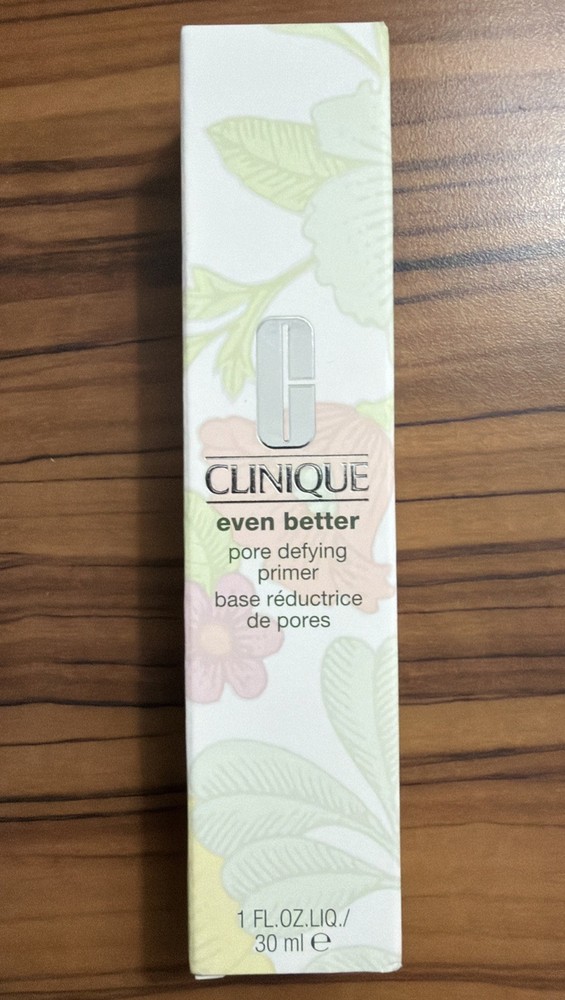 CLINIQUE
even better
pore defying
primer
base réductrice
de pores
1 FL.OZ.LIQ./
30 ml ℮